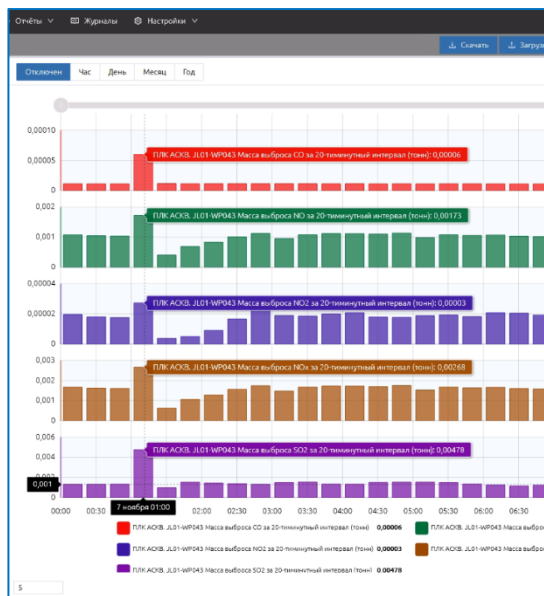 Отчёты Журналы Настройки
Скачать Загрузи
Отключен Час День Месяц Год
0,00010
ПЛК АСКВ. JL01-WP043 Масса выброса CO за 20-тиминутный интервал (тонн): 0,00006
0,00005
0
0,002
ПЛК АСКВ. JL01-WP043 Масса выброса NO за 20-тиминутный интервал (тонн): 0,00173
0,001
0
0,00004
ПЛК АСКВ. JL01-WP043 Масса выброса NO2 за 20-тиминутный интервал (тонн): 0,00003
0,00002
0
0,003
ПЛК АСКВ. JL01-WP043 Масса выброса NOx за 20-тиминутный интервал (тонн): 0,00268
0,002
0,001
0
0,006
ПЛК АСКВ. JL01-WP043 Масса выброса SO2 за 20-тиминутный интервал (тонн): 0,00478
0,004
0,002
0,001
0
00:00 00:30 7 ноября 01:00 02:00 02:30 03:00 03:30 04:00 04:30 05:00 05:30 06:00 06:30
ПЛК АСКВ. JL01-WP043 Масса выброса CO за 20-тиминутный интервал (тонн) 0,00006 ПЛК АСКВ. JL01-WP043 Масса
ПЛК АСКВ. JL01-WP043 Масса выброса NO2 за 20-тиминутный интервал (тонн) 0,00003 ПЛК АСКВ. JL01-WP043 Масса
ПЛК АСКВ. JL01-WP043 Масса выброса SO2 за 20-тиминутный интервал (тонн) 0,00478
5